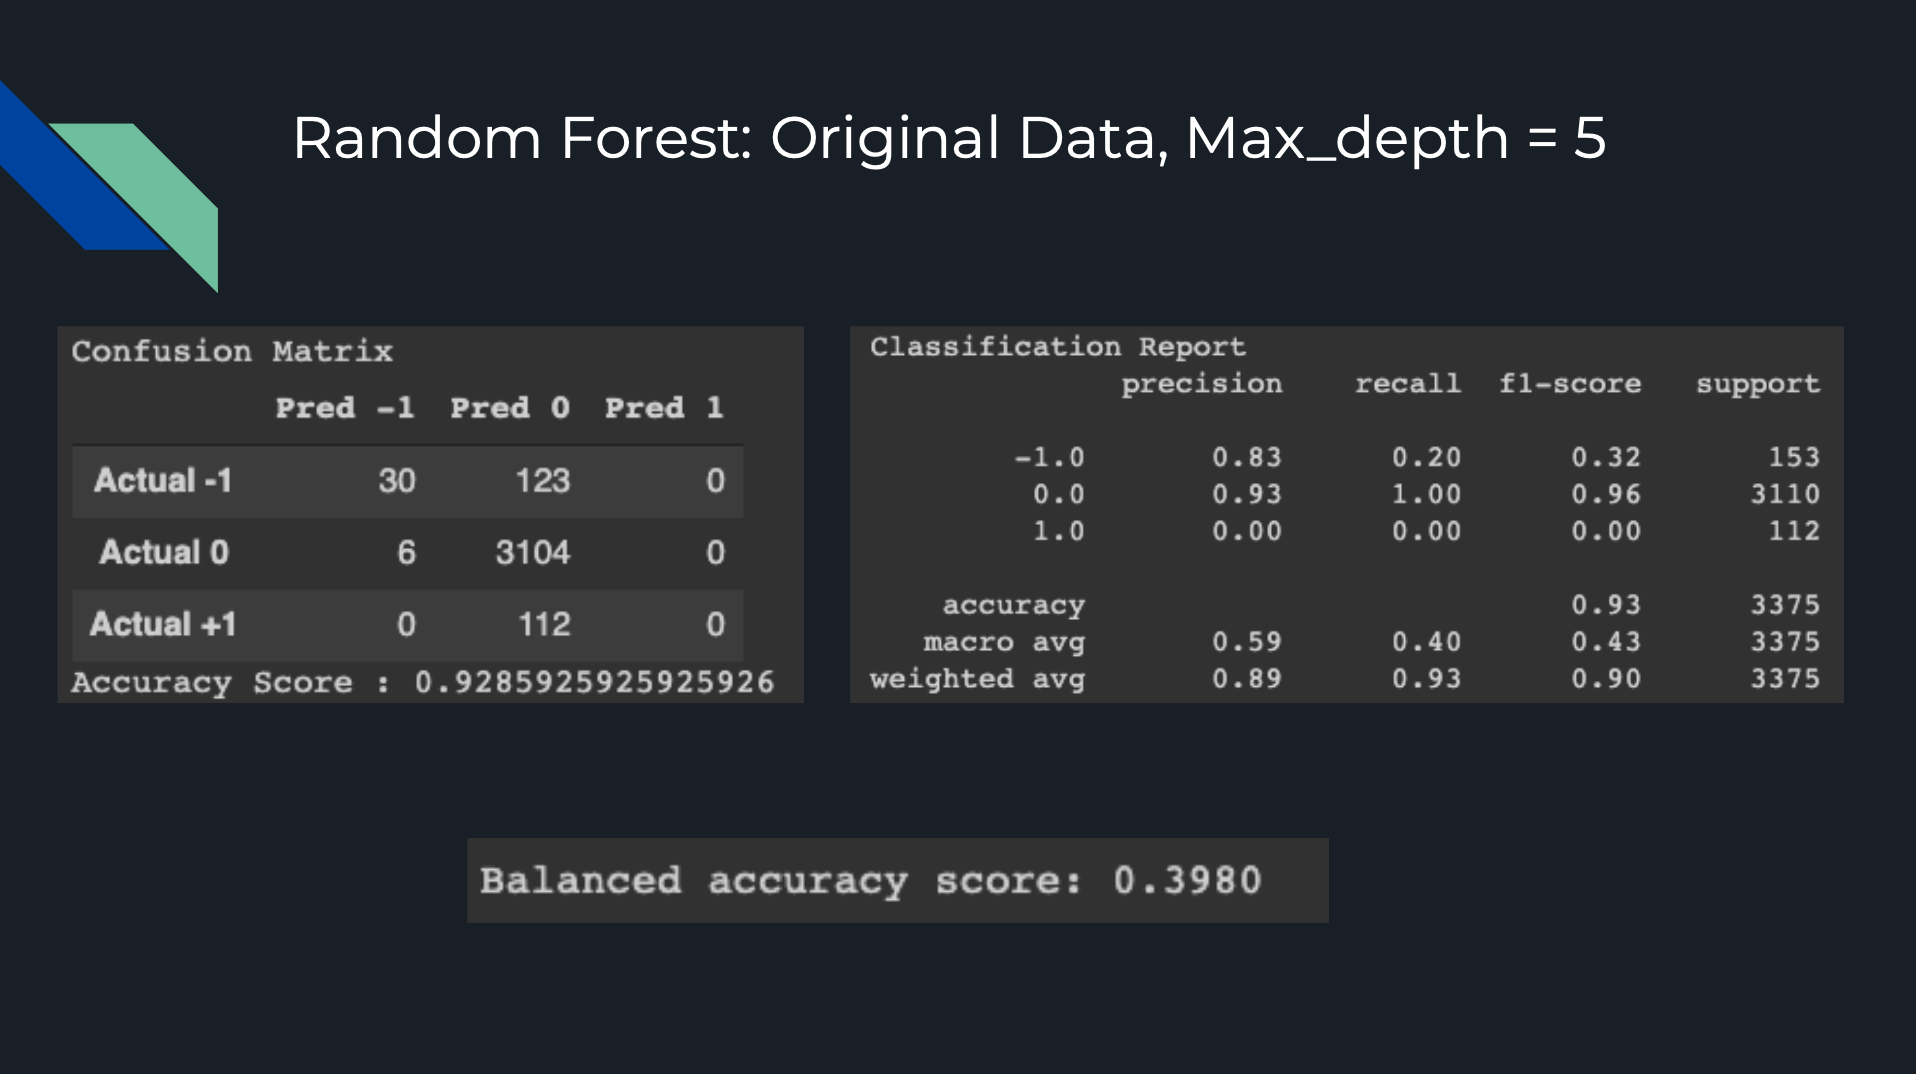 Random Forest: Original Data, Max_depth = 5
Confusion Matrix
Pred -1 Pred 0 Pred 1
Actual -1 30 123 0
Actual 0 6 3104 0
Actual +1 0 112 0
Accuracy Score : 0.9285925925925926
Classification Report
precision recall f1-score support
-1.0 0.83 0.20 0.32 153
0.0 0.93 1.00 0.96 3110
1.0 0.00 0.00 0.00 112
accuracy 0.93 3375
macro avg 0.59 0.40 0.43 3375
weighted avg 0.89 0.93 0.90 3375
Balanced accuracy score: 0.3980